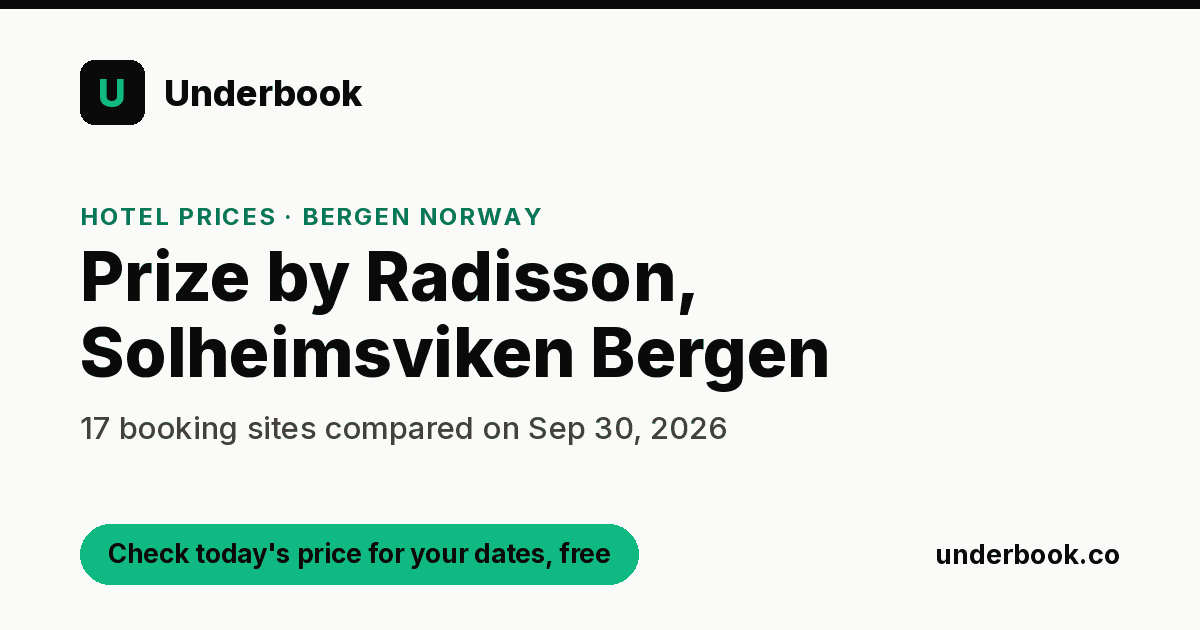 U Underbook
HOTEL PRICES · BERGEN NORWAY
Prize by Radisson,
Solheimsviken Bergen
17 booking sites compared on Sep 30, 2026
Check today's price for your dates, free
underbook.co